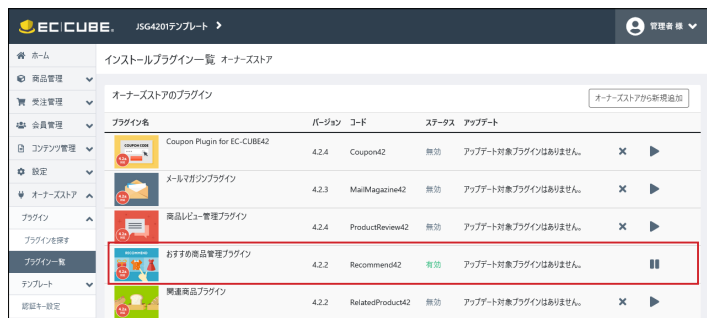 EC CUBE.
JSG4201テンプレート
管理者 様
ホーム
商品管理
受注管理
会員管理
コンテンツ管理
設定
オーナーズストア
プラグイン
プラグインを探す
プラグイン一覧
テンプレート
認証キー設定
インストールプラグイン一覧 オーナーズストア
オーナーズストアのプラグイン
オーナーズストアから新規追加
プラグイン名 バージョン コード ステータス アップデート
COUPON CODE
Coupon Plugin for EC-CUBE42 4.2.4 Coupon42 無効 アップデート対象プラグインはありません。
メールマガジンプラグイン 4.2.3 MailMagazine42 無効 アップデート対象プラグインはありません。
商品レビュー管理プラグイン 4.2.4 ProductReview42 無効 アップデート対象プラグインはありません。
RECOMMEND
おすすめ商品管理プラグイン 4.2.2 Recommend42 有効 アップデート対象プラグインはありません。
関連商品プラグイン 4.2.2 RelatedProduct42 無効 アップデート対象プラグインはありません。